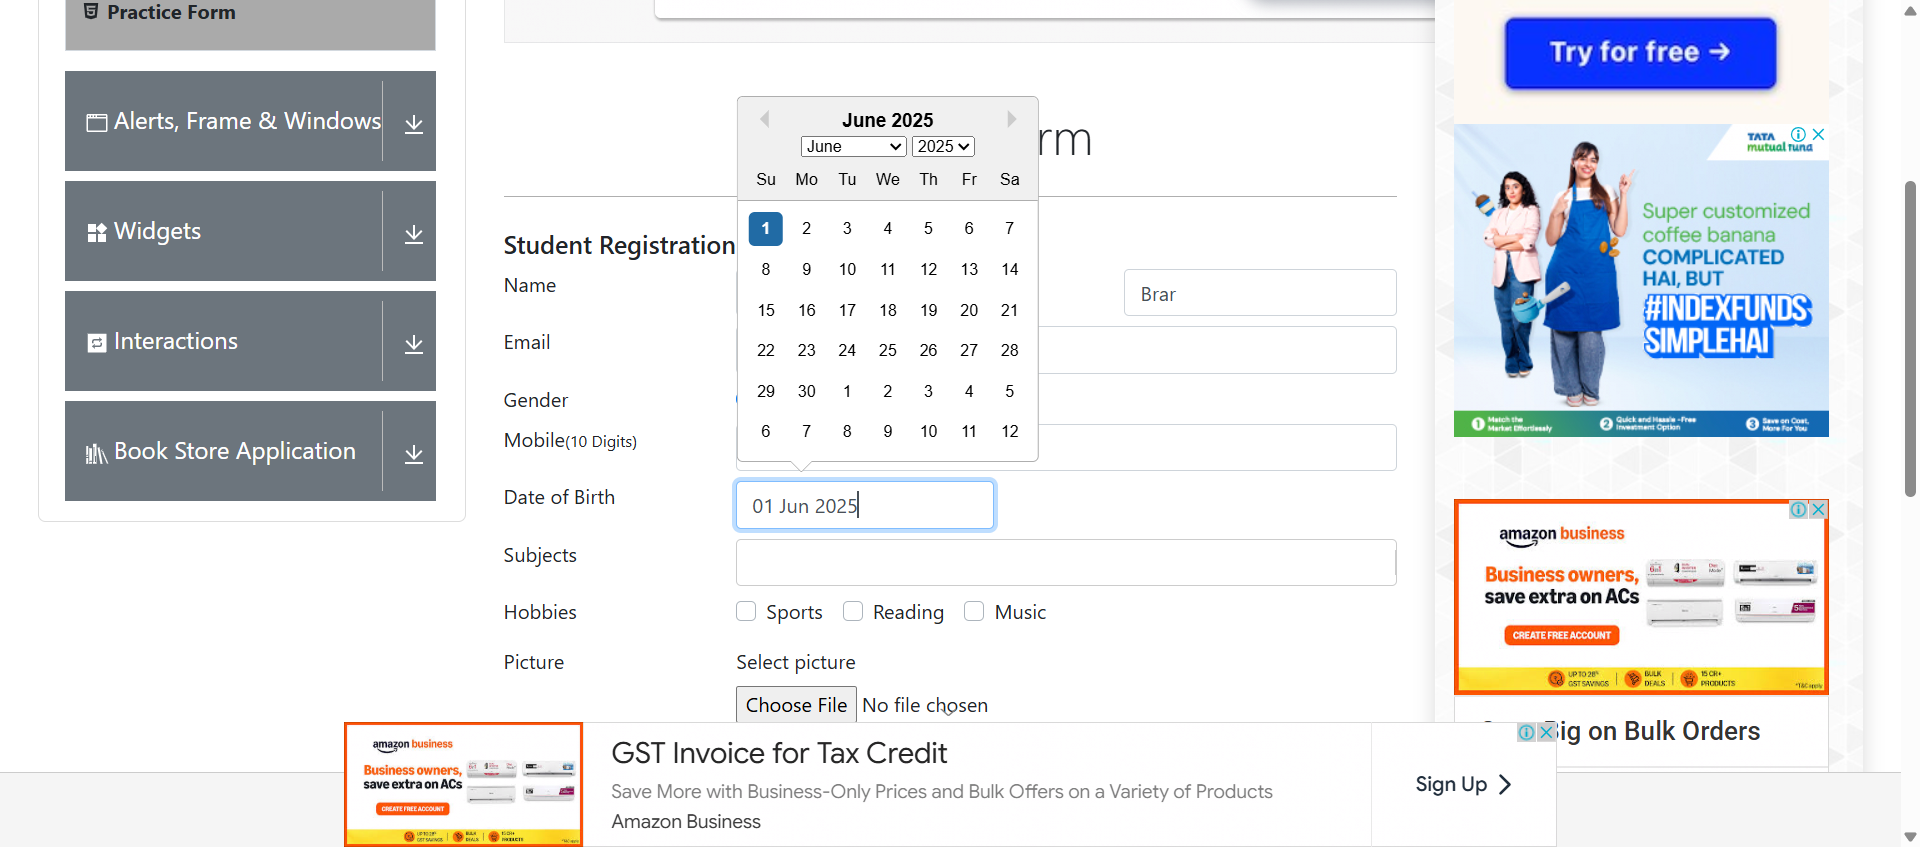 Practice Form
Alerts, Frame & Windows
Widgets
Interactions
Book Store Application
rm
June 2025
June
2025
Su Mo Tu We Th Fr Sa
1 2 3 4 5 6 7
8 9 10 11 12 13 14
15 16 17 18 19 20 21
22 23 24 25 26 27 28
29 30 1 2 3 4 5
6 7 8 9 10 11 12
Student Registration
Name
Brar
Email
Gender
Mobile(10 Digits)
Date of Birth
01 Jun 2025
Subjects
Hobbies
Sports Reading Music
Picture
Select picture
Choose File No file chosen
Try for free →
TATA
mutual fund
Super customized
coffee banana
COMPLICATED
HAI, BUT
#INDEXFUNDS
SIMPLEHAI
1 Match the
Market Effortlessly
2 Quick and Hassle-Free
Investment Option
3 Save on Cost,
More For You
amazon business
Business owners,
save extra on ACs
CREATE FREE ACCOUNT
UP TO 28%
GST SAVINGS
BULK
DEALS
15 CR+
PRODUCTS
*T&C apply
Big on Bulk Orders
amazon business
Business owners,
save extra on ACs
CREATE FREE ACCOUNT
UP TO 28%
GST SAVINGS
BULK
DEALS
15 CR+
PRODUCTS
GST Invoice for Tax Credit
Save More with Business-Only Prices and Bulk Offers on a Variety of Products
Amazon Business
Sign Up